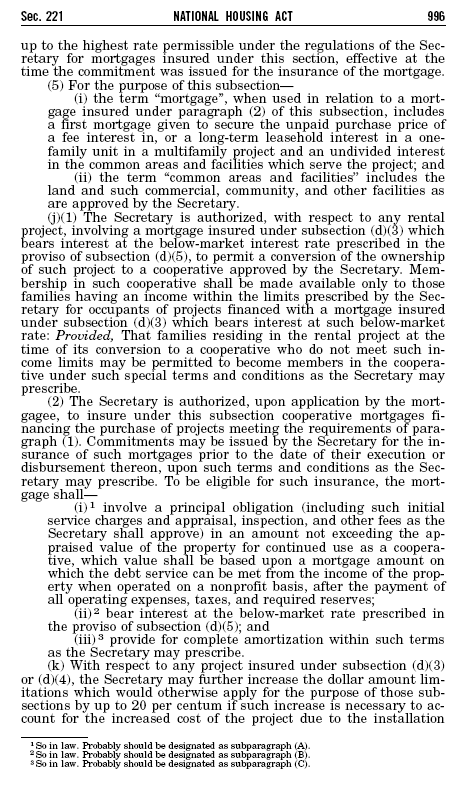 Sec. 221 NATIONAL HOUSING ACT 996
up to the highest rate permissible under the regulations of the Sec-
retary for mortgages insured under this section, effective at the
time the commitment was issued for the insurance of the mortgage.
(5) For the purpose of this subsection—
(i) the term “mortgage”, when used in relation to a mort-
gage insured under paragraph (2) of this subsection, includes
a first mortgage given to secure the unpaid purchase price of
a fee interest in, or a long-term leasehold interest in a one-
family unit in a multifamily project and an undivided interest
in the common areas and facilities which serve the project; and
(ii) the term “common areas and facilities” includes the
land and such commercial, community, and other facilities as
are approved by the Secretary.
(j)(1) The Secretary is authorized, with respect to any rental
project, involving a mortgage insured under subsection (d)(3) which
bears interest at the below-market interest rate prescribed in the
proviso of subsection (d)(5), to permit a conversion of the ownership
of such project to a cooperative approved by the Secretary. Mem-
bership in such cooperative shall be made available only to those
families having an income within the limits prescribed by the Sec-
retary for occupants of projects financed with a mortgage insured
under subsection (d)(3) which bears interest at such below-market
rate: Provided, That families residing in the rental project at the
time of its conversion to a cooperative who do not meet such in-
come limits may be permitted to become members in the coopera-
tive under such special terms and conditions as the Secretary may
prescribe.
(2) The Secretary is authorized, upon application by the mort-
gagee, to insure under this subsection cooperative mortgages fi-
nancing the purchase of projects meeting the requirements of para-
graph (1). Commitments may be issued by the Secretary for the in-
surance of such mortgages prior to the date of their execution or
disbursement thereon, upon such terms and conditions as the Sec-
retary may prescribe. To be eligible for such insurance, the mort-
gage shall—
(i)¹ involve a principal obligation (including such initial
service charges and appraisal, inspection, and other fees as the
Secretary shall approve) in an amount not exceeding the ap-
praised value of the property for continued use as a coopera-
tive, which value shall be based upon a mortgage amount on
which the debt service can be met from the income of the prop-
erty when operated on a nonprofit basis, after the payment of
all operating expenses, taxes, and required reserves;
(ii)² bear interest at the below-market rate prescribed in
the proviso of subsection (d)(5); and
(iii)³ provide for complete amortization within such terms
as the Secretary may prescribe.
(k) With respect to any project insured under subsection (d)(3)
or (d)(4), the Secretary may further increase the dollar amount lim-
itations which would otherwise apply for the purpose of those sub-
sections by up to 20 per centum if such increase is necessary to ac-
count for the increased cost of the project due to the installation
¹ So in law. Probably should be designated as subparagraph (A).
² So in law. Probably should be designated as subparagraph (B).
³ So in law. Probably should be designated as subparagraph (C).